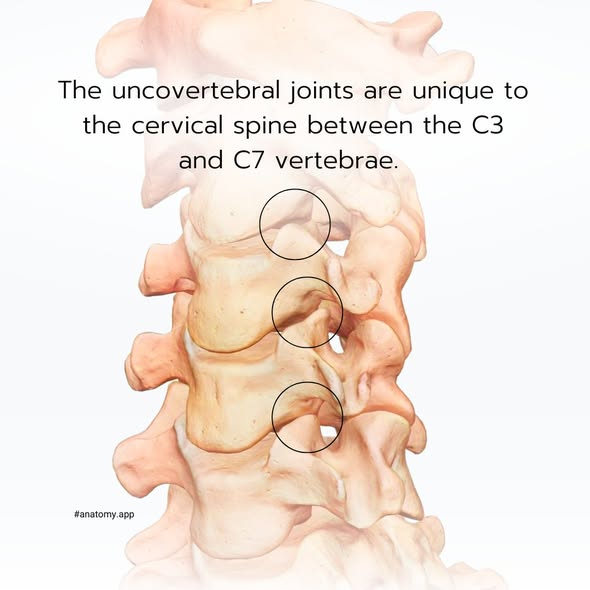 The uncovertebral joints are unique to
the cervical spine between the C3
and C7 vertebrae.
#anatomy.app